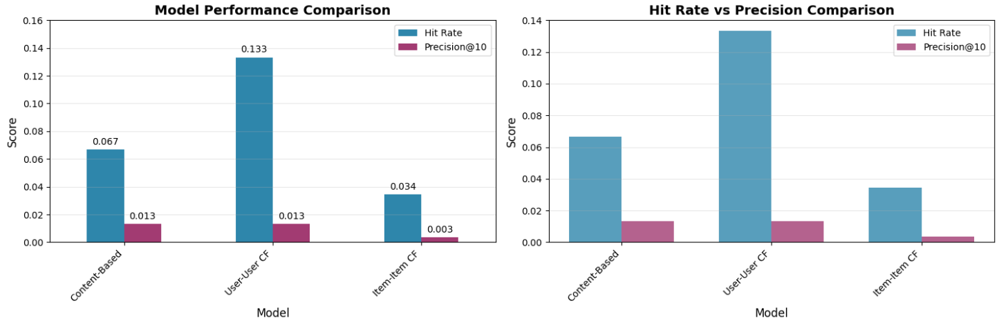 Model Performance Comparison
0.16
0.14
0.12
0.10
0.08
0.06
0.04
0.02
0.00
Score
Hit Rate
Precision@10
0.067
0.013
0.133
0.013
0.034
0.003
Content-Based
User-User CF
Item-Item CF
Model
Hit Rate vs Precision Comparison
0.14
0.12
0.10
0.08
0.06
0.04
0.02
0.00
Score
Hit Rate
Precision@10
Content-Based
User-User CF
Item-Item CF
Model